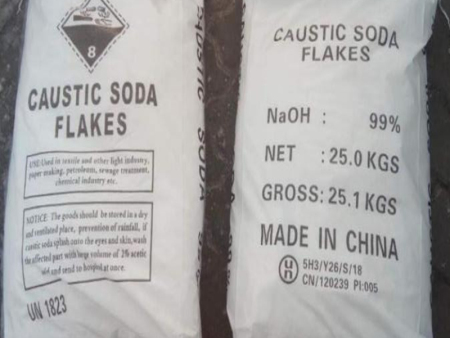 8
CAUSTIC SODA
FLAKES
USE: Used in textile and other light industry,
paper making, petroleum, sewage treatment,
chemical industry etc.
NOTICE: The goods should be stored in a dry
and ventilated place, prevention of rainfall, if
caustic soda splash onto the eyes and skin, wash
the affected part with large volume of 2% acetic
acid and send to hospital at once.
UN 1823
CAUSTIC SODA
CAUSTIC SODA
FLAKES
NaOH : 99%
NET : 25.0 KGS
GROSS: 25.1 KGS
MADE IN CHINA
un
5H3/Y26/S/18
CN/120239 PI:005